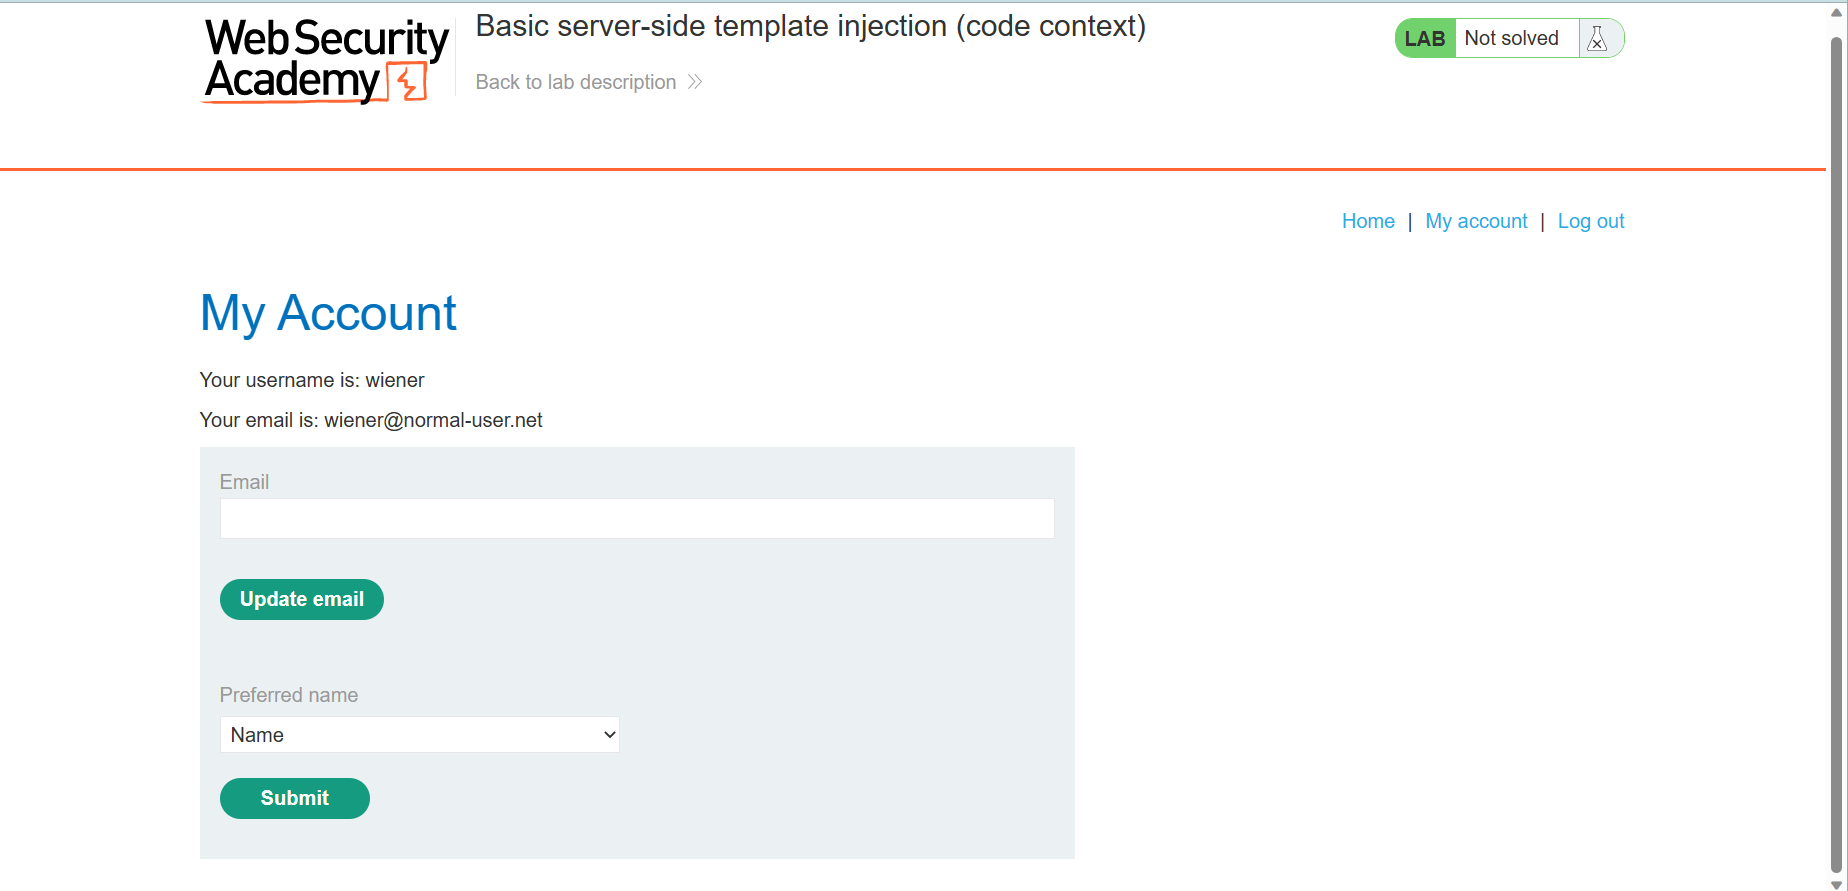 Web Security
Academy
Basic server-side template injection (code context)
Back to lab description
LAB
Not solved
Home | My account | Log out
My Account
Your username is: wiener
Your email is: wiener@normal-user.net
Email
Update email
Preferred name
Name
Submit